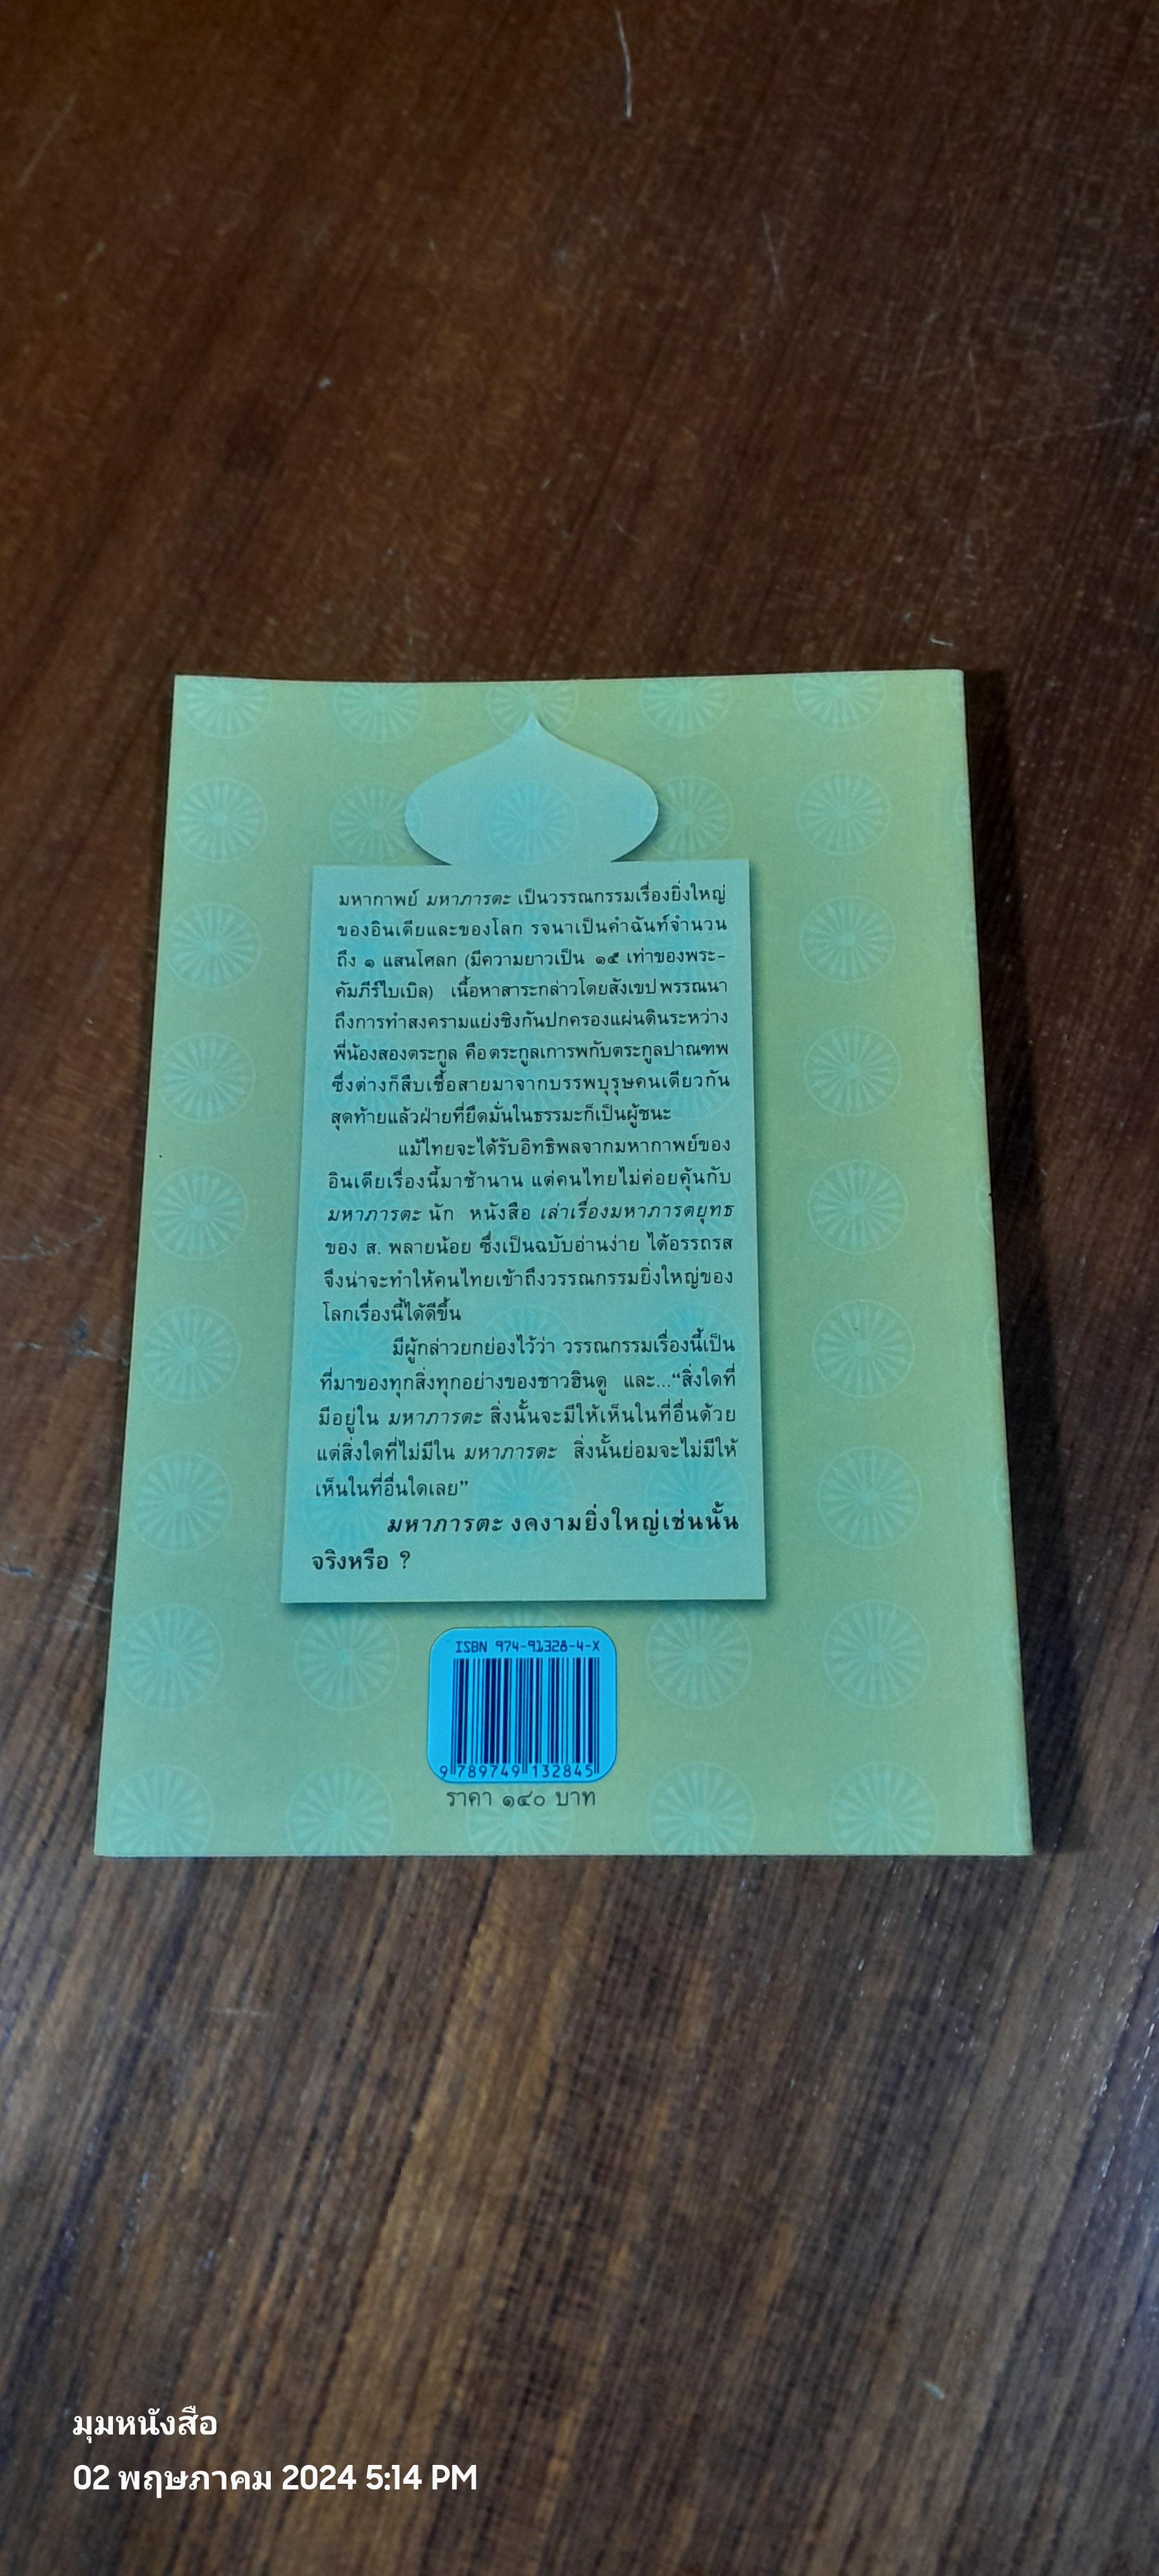 มหากาพย์ มหาภารตะ เป็นวรรณกรรมเรื่องยิ่งใหญ่
ของอินเดียและของโลก รจนาเป็นคำฉันท์จำนวน
ถึง ๑ แสนโศลก (มีความยาวเป็น ๑๕ เท่าของพระ-
คัมภีร์ไบเบิล) เนื้อหาสาระกล่าวโดยสังเขปพรรณนา
ถึงการทำสงครามแย่งชิงกันปกครองแผ่นดินระหว่าง
พี่น้องสองตระกูล คือตระกูลเการพกับตระกูลปาณฑพ
ซึ่งต่างก็สืบเชื้อสายมาจากบรรพบุรุษคนเดียวกัน
สุดท้ายแล้วฝ่ายที่ยึดมั่นในธรรมะก็เป็นผู้ชนะ
แม้ไทยจะได้รับอิทธิพลจากมหากาพย์ของ
อินเดียเรื่องนี้มาช้านาน แต่คนไทยไม่ค่อยคุ้นกับ
มหาภารตะ นัก หนังสือ เล่าเรื่องมหาภารตยุทธ
ของ ส. พลายน้อย ซึ่งเป็นฉบับอ่านง่าย ได้อรรถรส
จึงน่าจะทำให้คนไทยเข้าถึงวรรณกรรมยิ่งใหญ่ของ
โลกเรื่องนี้ได้ดีขึ้น
มีผู้กล่าวยกย่องไว้ว่า วรรณกรรมเรื่องนี้เป็น
ที่มาของทุกสิ่งทุกอย่างของชาวฮินดู และ...“สิ่งใดที่
มีอยู่ใน มหาภารตะ สิ่งนั้นจะมีให้เห็นในที่อื่นด้วย
แต่สิ่งใดที่ไม่มีใน มหาภารตะ สิ่งนั้นย่อมจะไม่มีให้
เห็นในที่อื่นใดเลย”
มหาภารตะ งดงามยิ่งใหญ่เช่นนั้น
จริงหรือ ?
ISBN 974-91328-4-X
9 789749 132845
ราคา ๑๔๐ บาท
มุมหนังสือ
02 พฤษภาคม 2024 5:14 PM